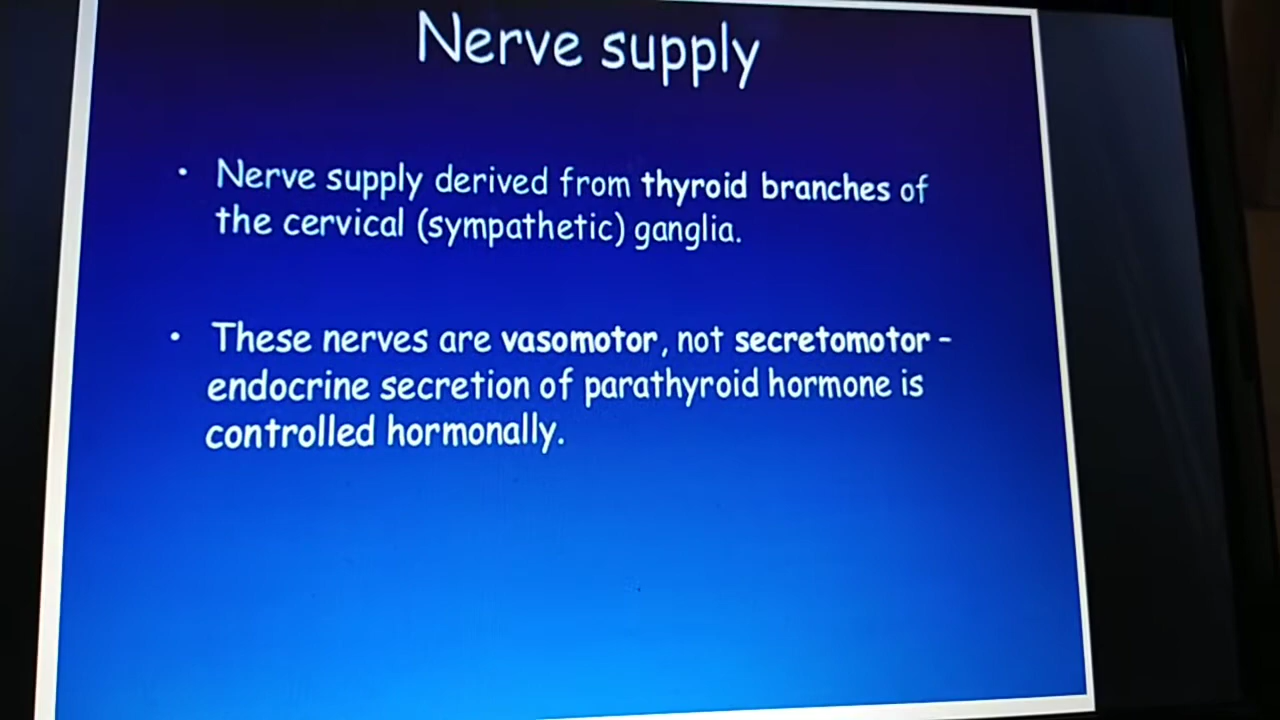 Nerve supply
• Nerve supply derived from thyroid branches of
the cervical (sympathetic) ganglia.
• These nerves are vasomotor, not secretomotor -
endocrine secretion of parathyroid hormone is
controlled hormonally.